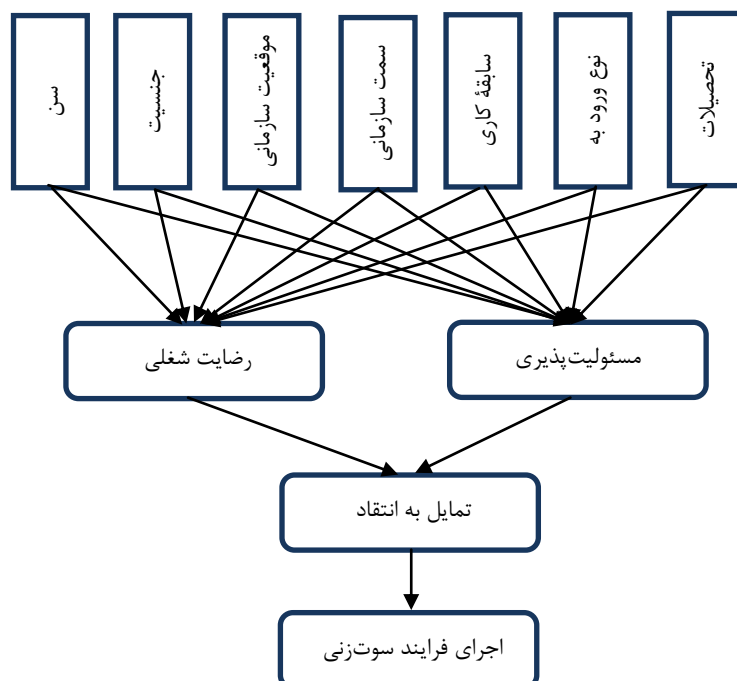 تحصیلات
نوع ورود به
سابقۀ کاری
سمت سازمانی
موقعیت سازمانی
جنسیت
سن
مسئولیت‌پذیری
رضایت شغلی
تمایل به انتقاد
اجرای فرایند سوت‌زنی